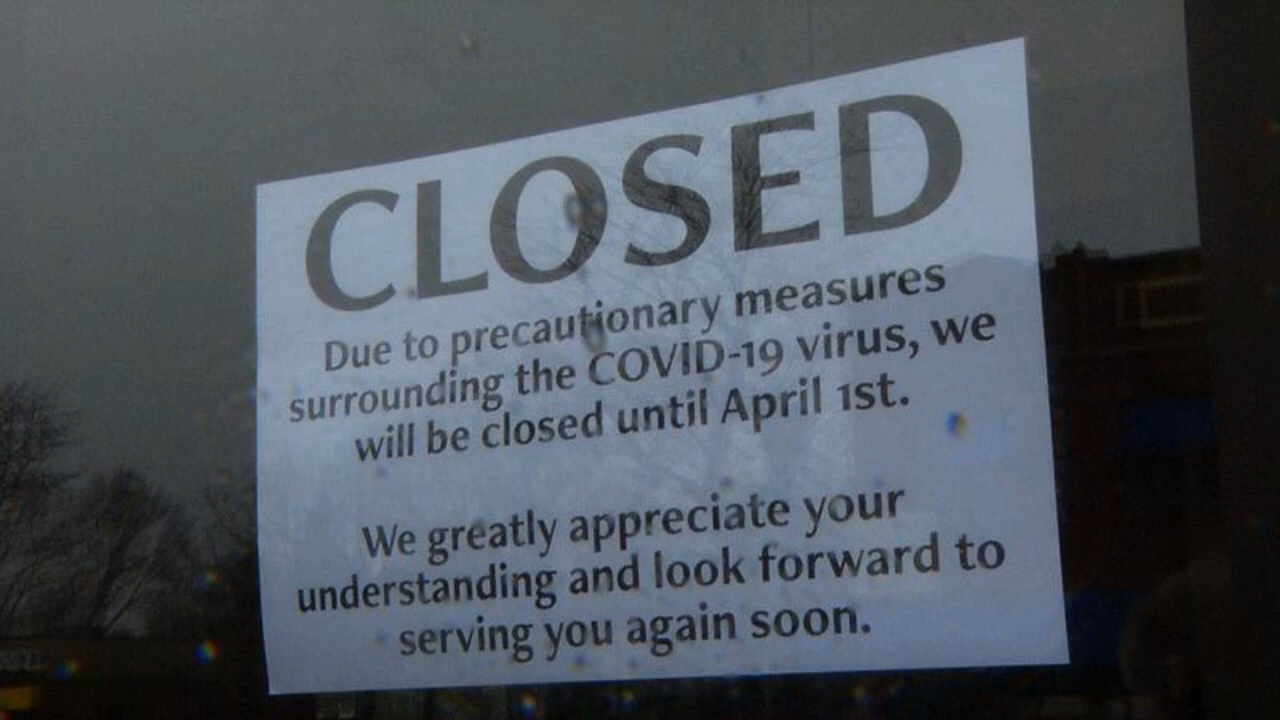 CLOSED
Due to precautionary measures
surrounding the COVID-19 virus, we
will be closed until April 1st.
We greatly appreciate your
understanding and look forward to
serving you again soon.